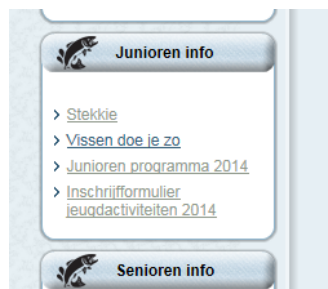 Junioren info
Stekkie
Vissen doe je zo
Junioren programma 2014
Inschrijfformulier
jeugdactiviteiten 2014
Senioren info